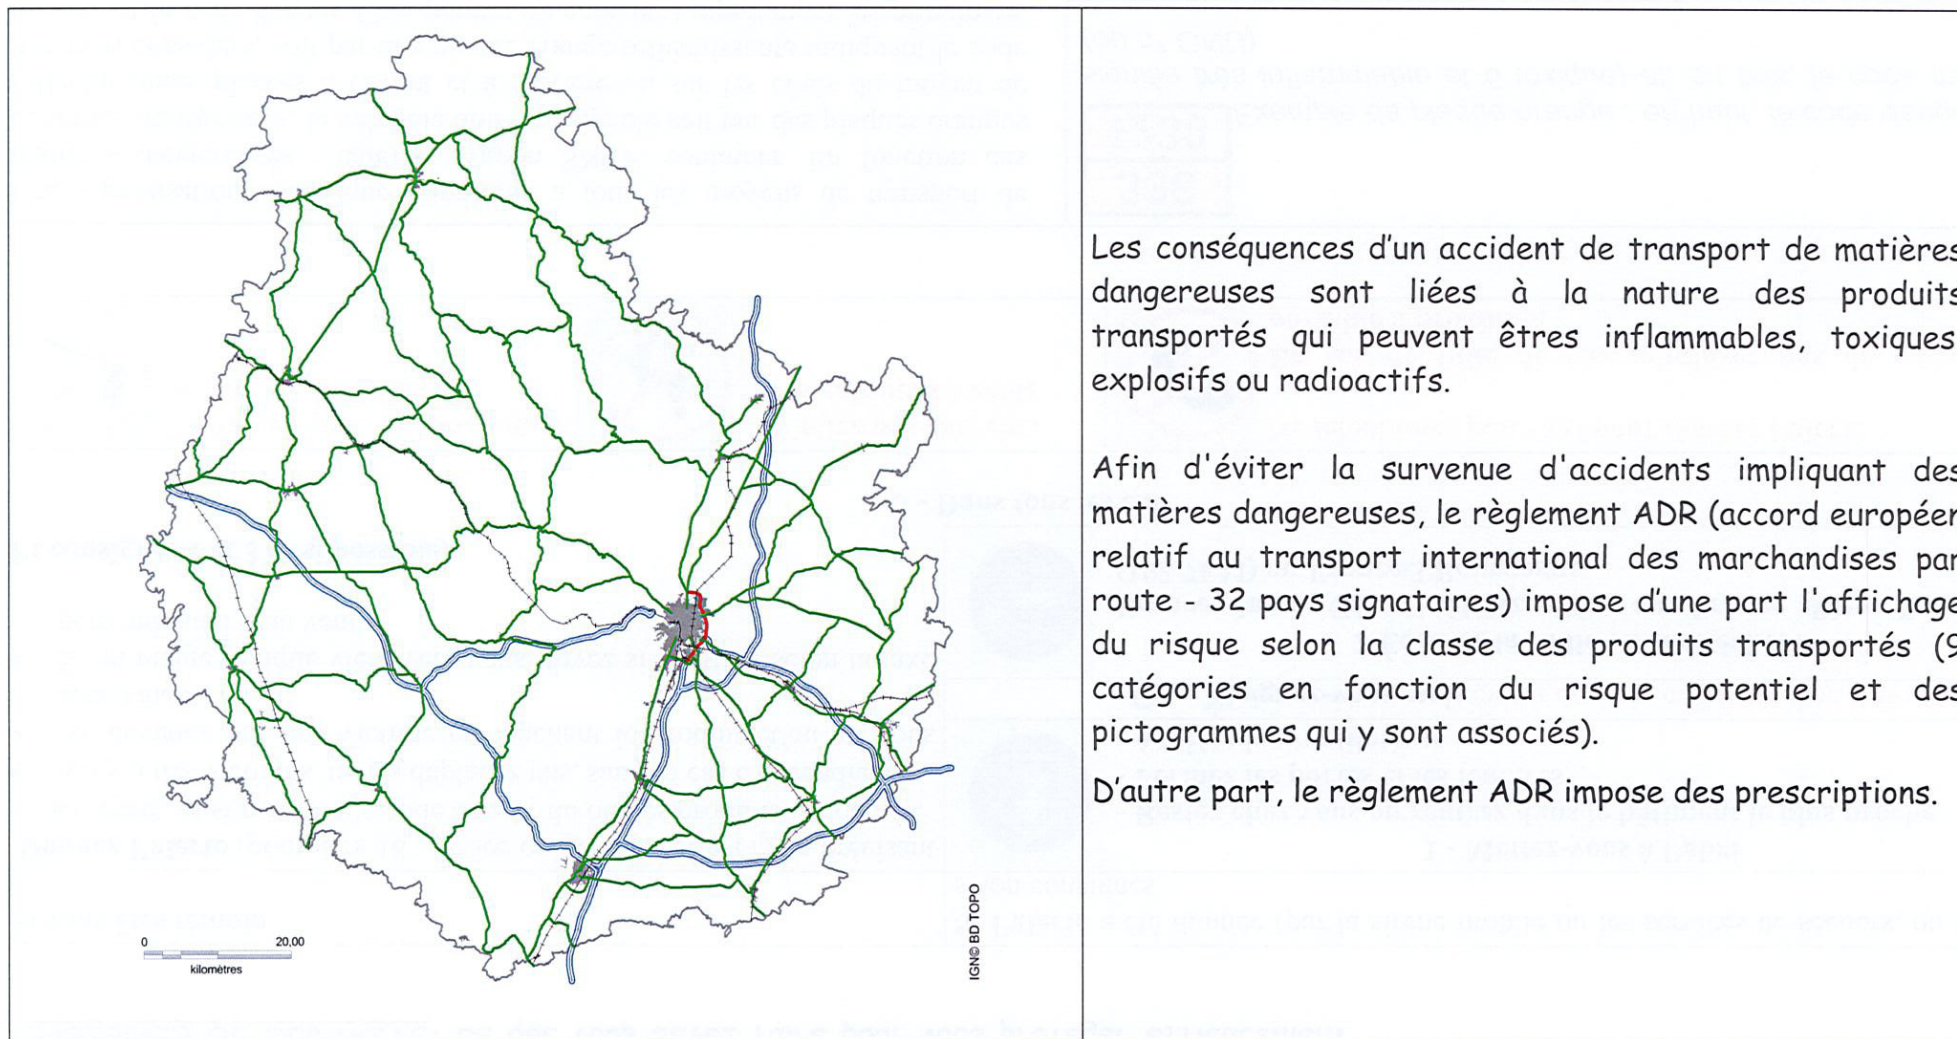 Les conséquences d'un accident de transport de matières
dangereuses sont liées à la nature des produits
transportés qui peuvent êtres inflammables, toxiques
explosifs ou radioactifs.
Afin d'éviter la survenue d'accidents impliquant des
matières dangereuses, le règlement ADR (accord européen
relatif au transport international des marchandises par
route - 32 pays signataires) impose d'une part l'affichage
du risque selon la classe des produits transportés (9
catégories en fonction du risque potentiel et des
pictogrammes qui y sont associés).
D'autre part, le règlement ADR impose des prescriptions.
0 20,00
kilomètres
IGN© BD TOPO